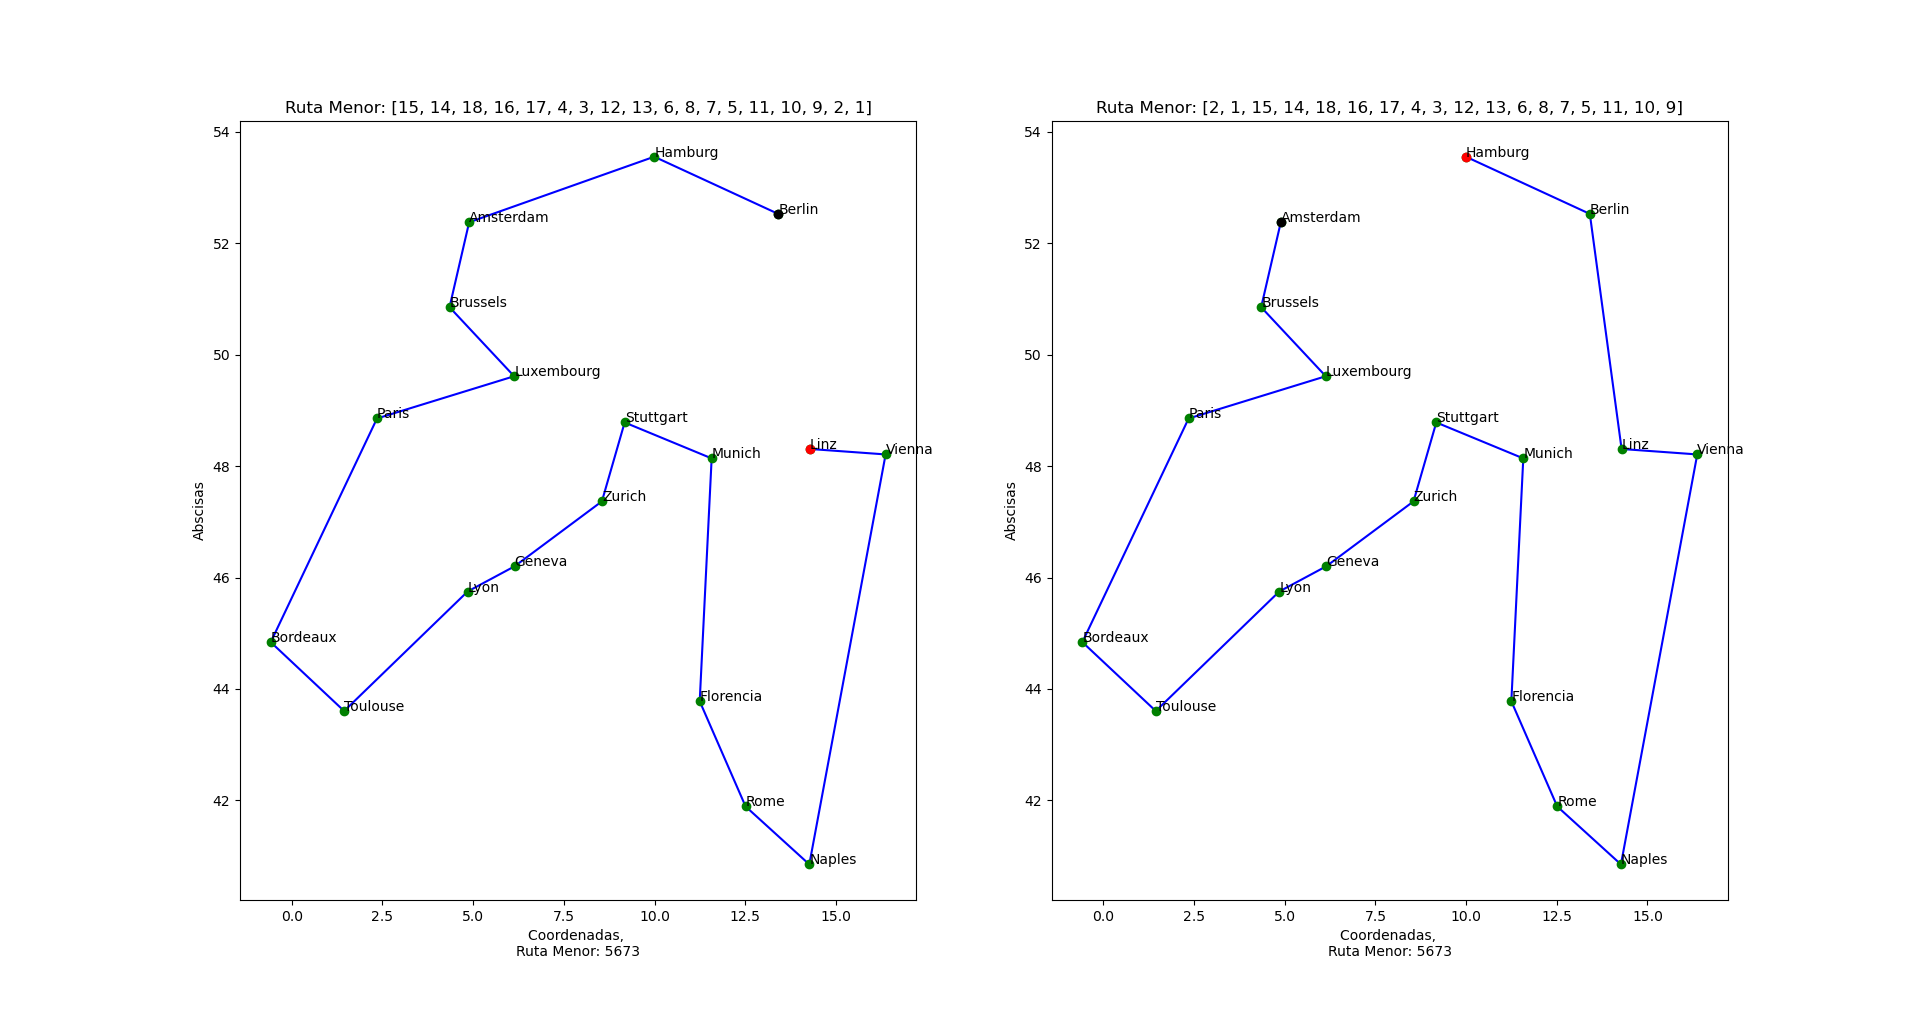 Ruta Menor: [15, 14, 18, 16, 17, 4, 3, 12, 13, 6, 8, 7, 5, 11, 10, 9, 2, 1]
54
52
50
48
46
44
42
Abscisas
Hamburg
Berlin
Amsterdam
Brussels
Luxembourg
Paris
Stuttgart
Linz
Vienna
Munich
Zurich
Geneva
Lyon
Bordeaux
Florencia
Toulouse
Rome
Naples
0.0 2.5 5.0 7.5 10.0 12.5 15.0
Coordenadas,
Ruta Menor: 5673
Ruta Menor: [2, 1, 15, 14, 18, 16, 17, 4, 3, 12, 13, 6, 8, 7, 5, 11, 10, 9]
54
52
50
48
46
44
42
Abscisas
Hamburg
Berlin
Amsterdam
Brussels
Luxembourg
Paris
Stuttgart
Linz
Vienna
Munich
Zurich
Geneva
Lyon
Bordeaux
Florencia
Toulouse
Rome
Naples
0.0 2.5 5.0 7.5 10.0 12.5 15.0
Coordenadas,
Ruta Menor: 5673